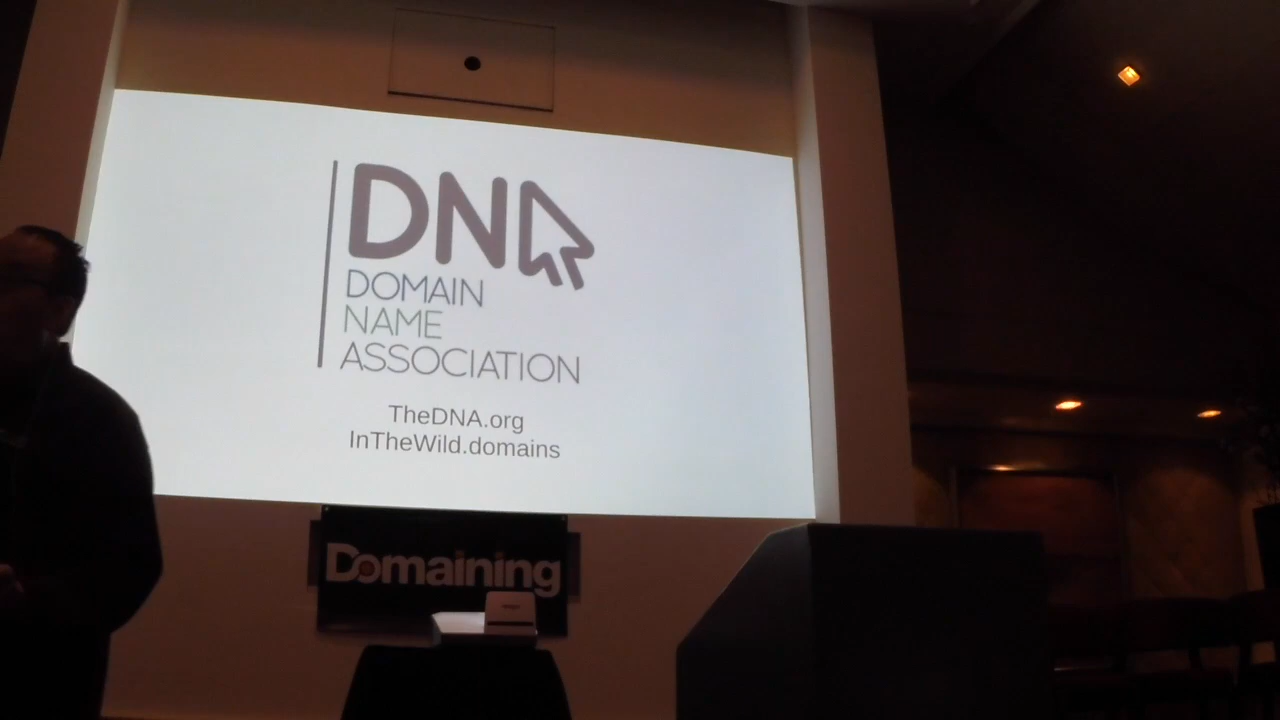 DNA
DOMAIN
NAME
ASSOCIATION
TheDNA.org
InTheWild.domains
Domaining